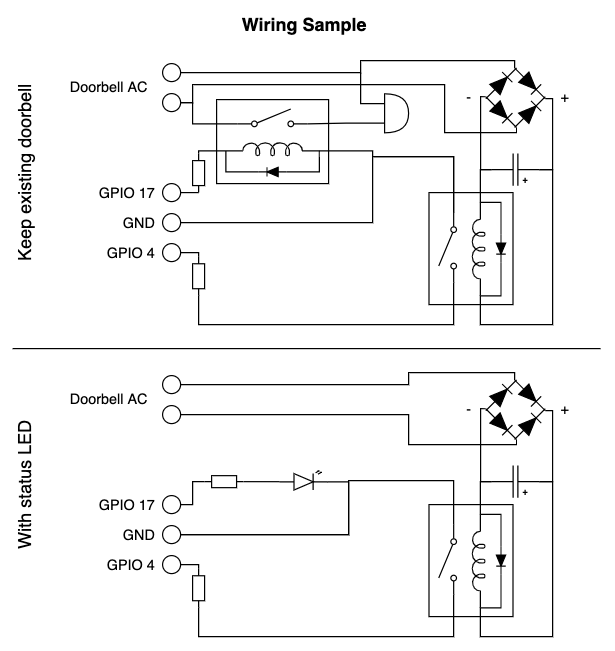 Wiring Sample
Keep existing doorbell
Doorbell AC
- +
+
GPIO 17
GND
GPIO 4
With status LED
Doorbell AC
- +
+
GPIO 17
GND
GPIO 4